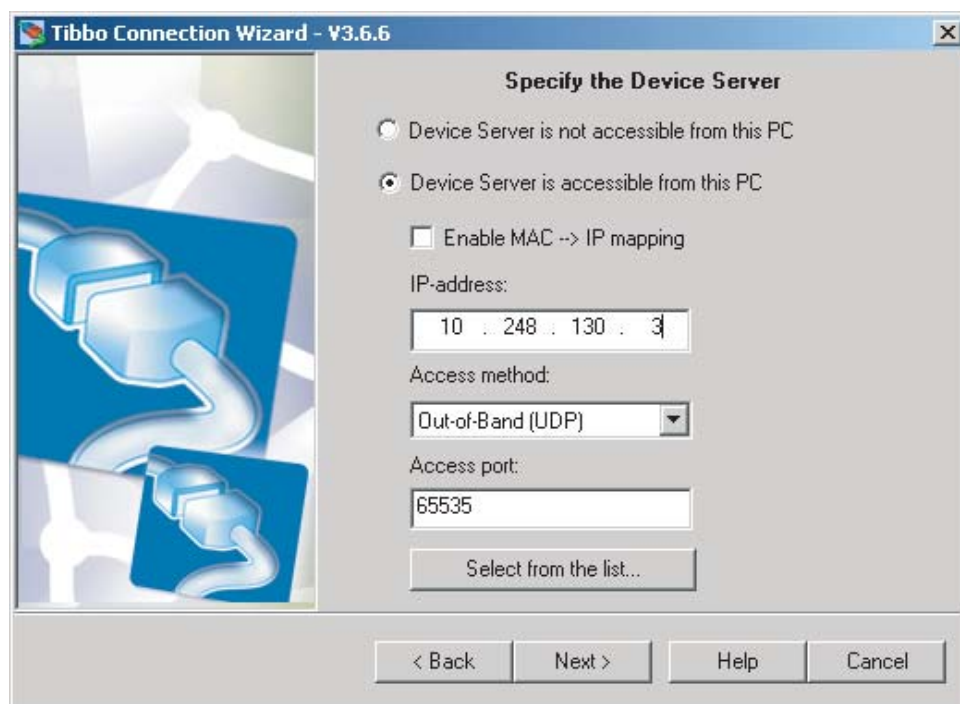 Tibbo Connection Wizard - V3.6.6
Specify the Device Server
Device Server is not accessible from this PC
Device Server is accessible from this PC
Enable MAC --> IP mapping
IP-address:
10 . 248 . 130 . 3
Access method:
Out-of-Band (UDP)
Access port:
65535
Select from the list...
< Back Next > Help Cancel